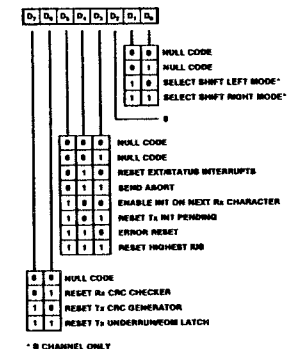 D7 D6 D5 D4 D3 D2 D1 D0
0 0 NULL CODE
0 1 NULL CODE
1 0 SELECT SHIFT LEFT MODE*
1 1 SELECT SHIFT RIGHT MODE*
0
0 0 0 NULL CODE
0 0 1 NULL CODE
0 1 0 RESET EXT/STATUS INTERRUPTS
0 1 1 SEND ABORT
1 0 0 ENABLE INT ON NEXT Rx CHARACTER
1 0 1 RESET Tx INT PENDING
1 1 0 ERROR RESET
1 1 1 RESET HIGHEST IUS
0 0 NULL CODE
0 1 RESET Rx CRC CHECKER
1 0 RESET Tx CRC GENERATOR
1 1 RESET Tx UNDERRUN/EOM LATCH
* B CHANNEL ONLY